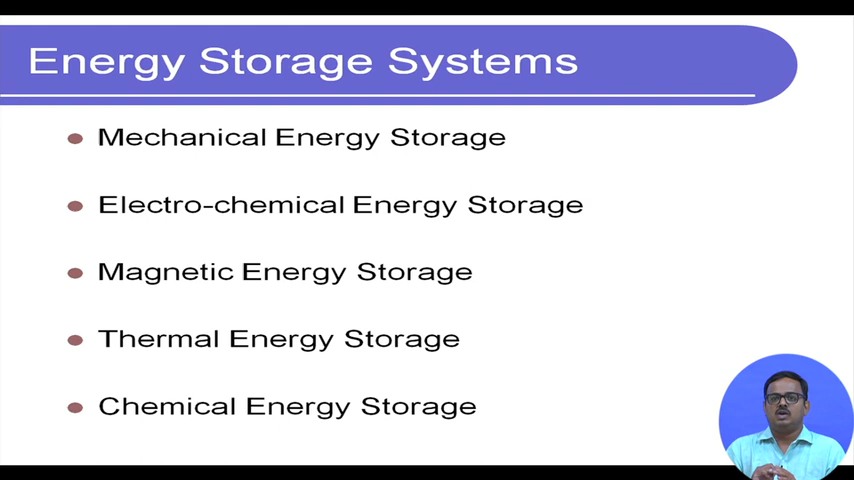 Energy Storage Systems
Mechanical Energy Storage
Electro-chemical Energy Storage
Magnetic Energy Storage
Thermal Energy Storage
Chemical Energy Storage